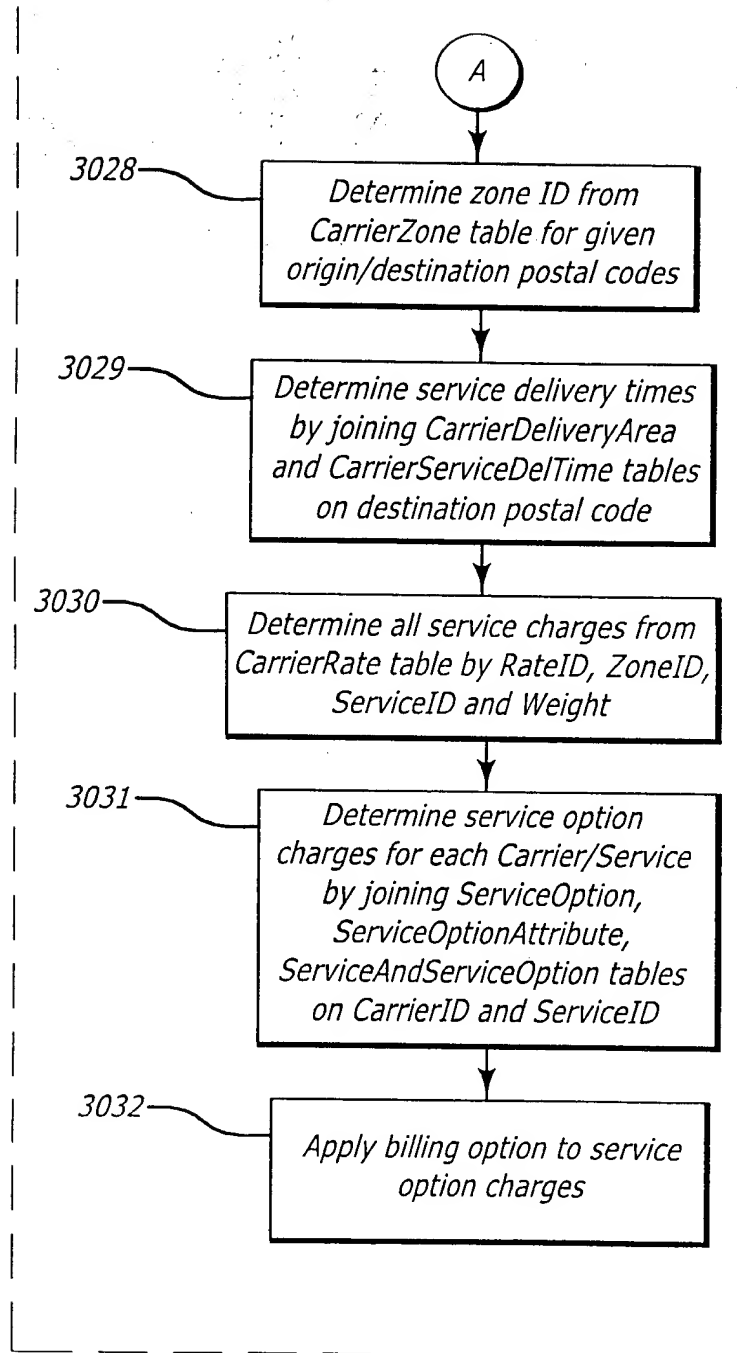 A
3028
Determine zone ID from
CarrierZone table for given
origin/destination postal codes
3029
Determine service delivery times
by joining CarrierDeliveryArea
and CarrierServiceDelTime tables
on destination postal code
3030
Determine all service charges from
CarrierRate table by RateID, ZoneID,
ServiceID and Weight
3031
Determine service option
charges for each Carrier/Service
by joining ServiceOption,
ServiceOptionAttribute,
ServiceAndServiceOption tables
on CarrierID and ServiceID
3032
Apply billing option to service
option charges